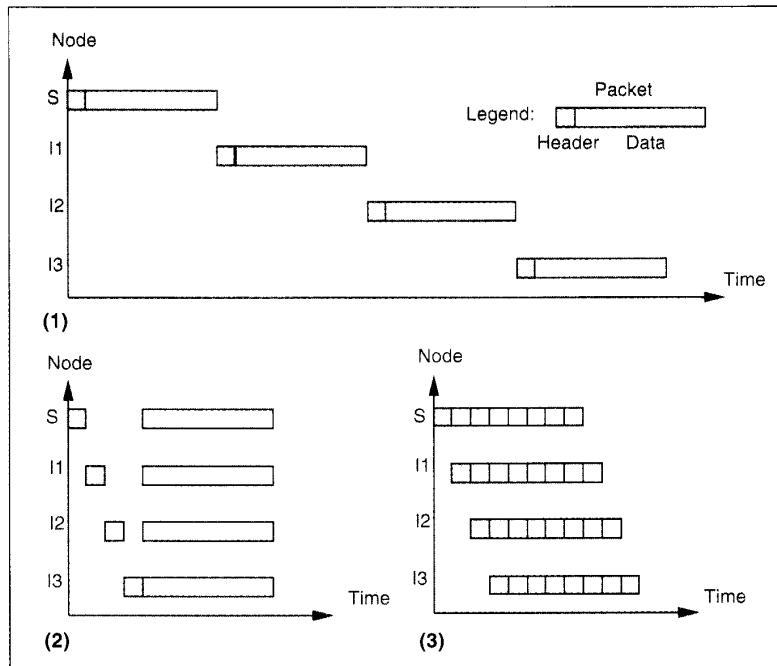 Node
S
Packet
Legend:
Header Data
I1
I2
I3
Time
(1)
Node
S
I1
I2
I3
Time
(2)
Node
S
I1
I2
I3
Time
(3)